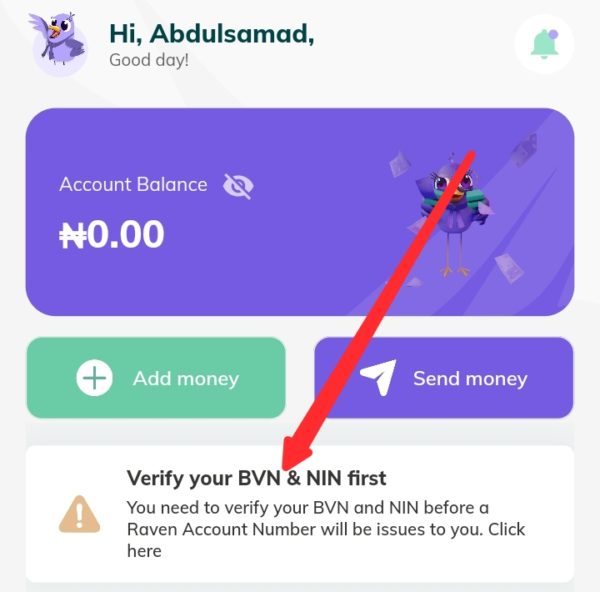 Hi, Abdulsamad,
Good day!
Account Balance
₦0.00
Add money
Send money
Verify your BVN & NIN first
You need to verify your BVN and NIN before a
Raven Account Number will be issues to you. Click
here